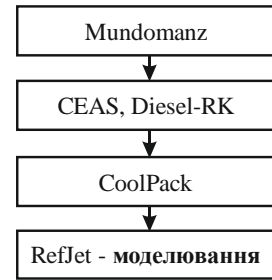 Mundomanz
CEAS, Diesel-RK
CoolPack
RefJet - моделювання